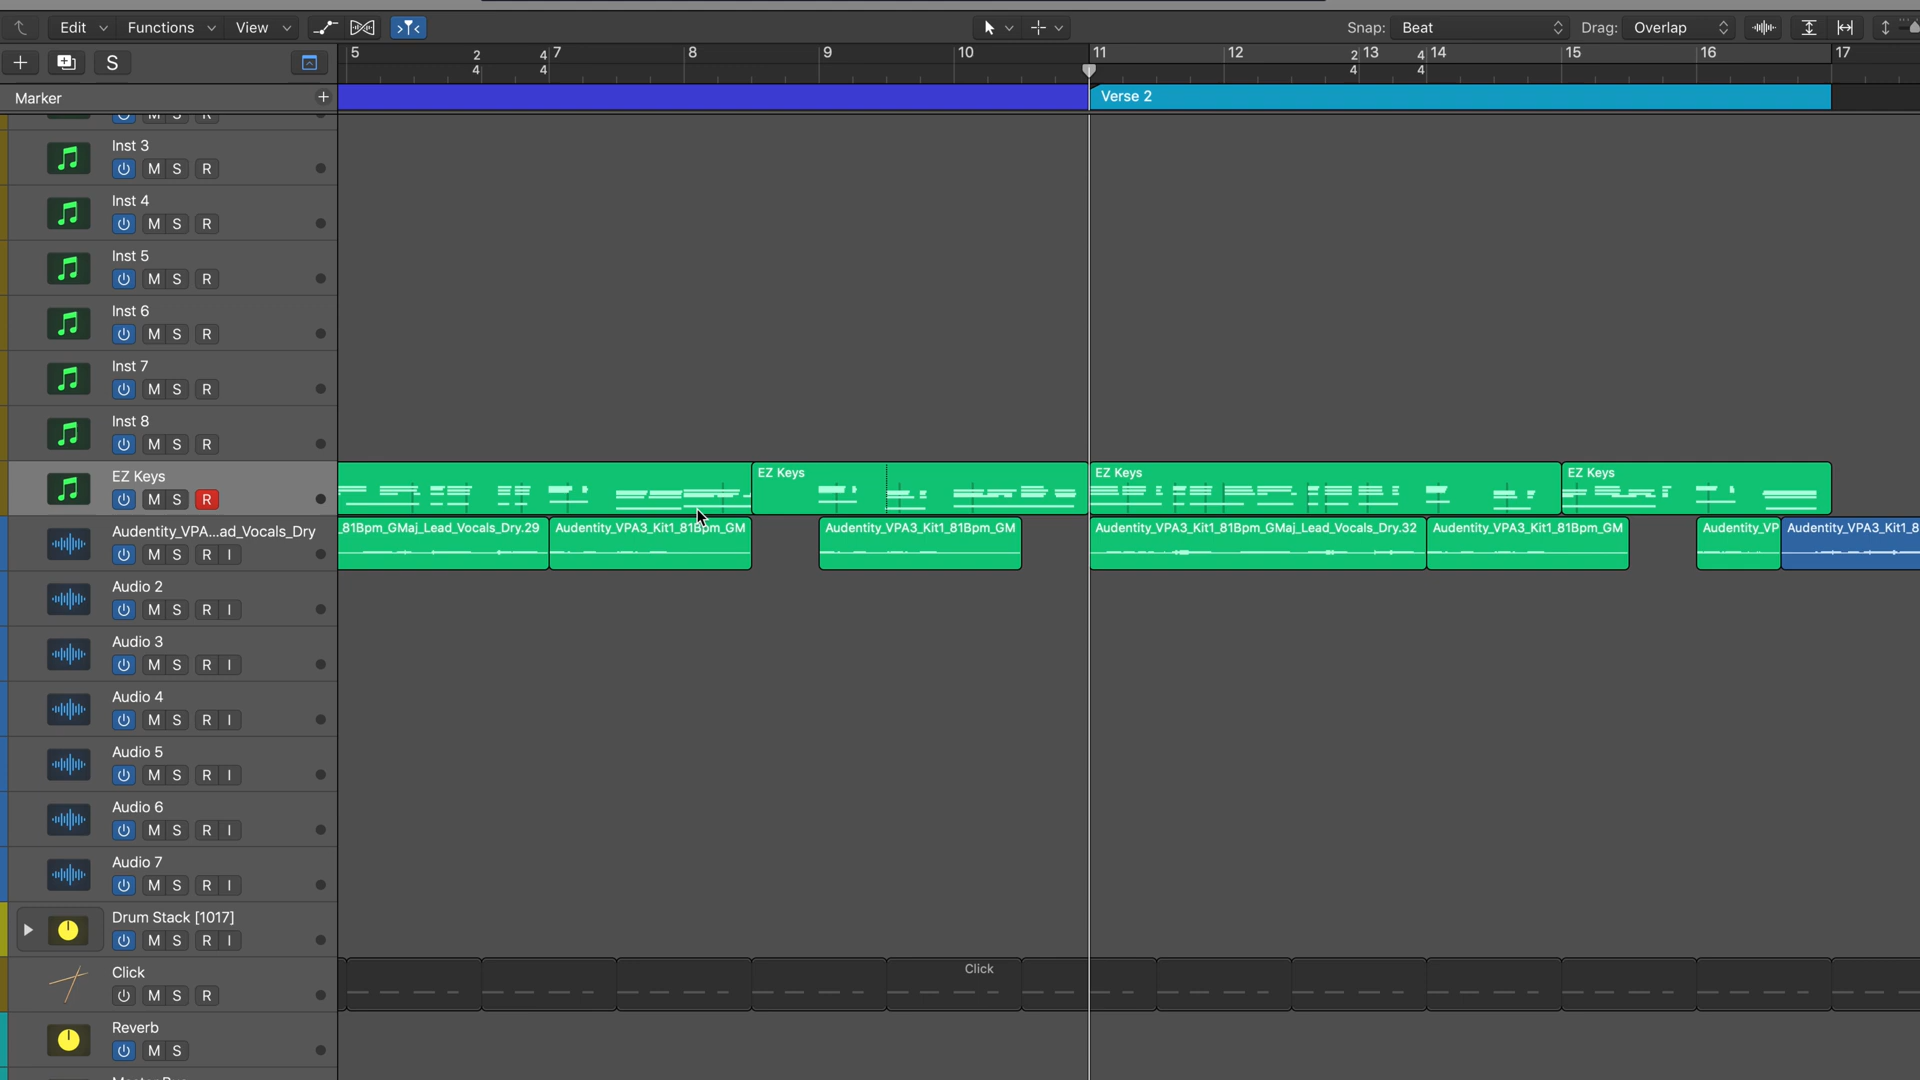 Edit Functions View Snap: Beat Drag: Overlap
S 5 2 4 4 4 7 8 9 10 11 12 2 4 13 4 4 14 15 16 17
Marker + Verse 2
M S R
Inst 3
M S R
Inst 4
M S R
Inst 5
M S R
Inst 6
M S R
Inst 7
M S R
Inst 8
M S R
EZ Keys
M S R
EZ Keys EZ Keys EZ Keys
Audentity_VPA...ad_Vocals_Dry
M S R I
_81Bpm_GMaj_Lead_Vocals_Dry.29 Audentity_VPA3_Kit1_81Bpm_GM Audentity_VPA3_Kit1_81Bpm_GM Audentity_VPA3_Kit1_81Bpm_GMaj_Lead_Vocals_Dry.32 Audentity_VPA3_Kit1_81Bpm_GM Audentity_VP Audentity_VPA3_Kit1_8
Audio 2
M S R I
Audio 3
M S R I
Audio 4
M S R I
Audio 5
M S R I
Audio 6
M S R I
Audio 7
M S R I
Drum Stack [1017]
M S R I
Click
M S R
Click
Reverb
M S